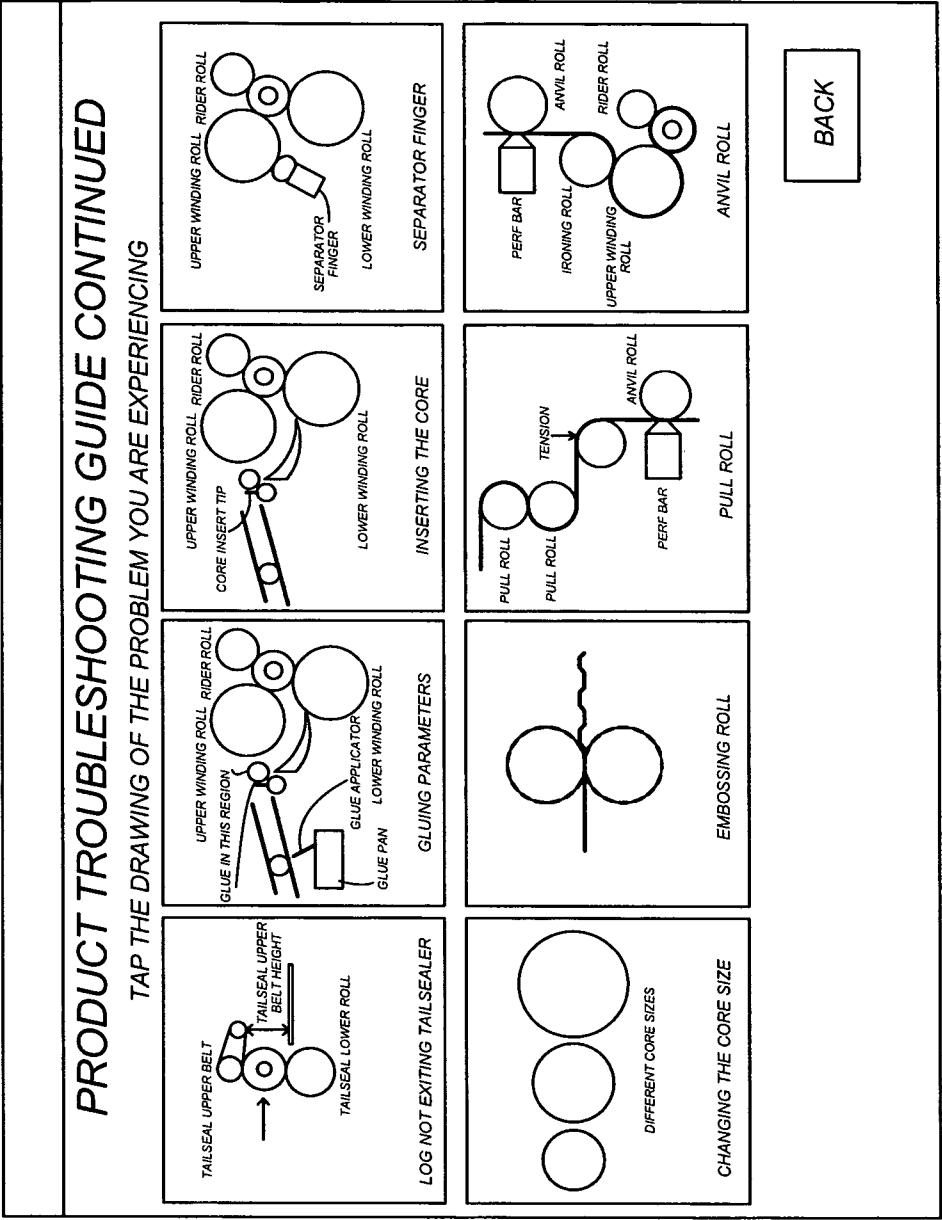 PRODUCT TROUBLESHOOTING GUIDE CONTINUED
TAP THE DRAWING OF THE PROBLEM YOU ARE EXPERIENCING
TAILSEAL UPPER BELT
TAILSEAL UPPER
BELT HEIGHT
TAILSEAL LOWER ROLL
LOG NOT EXITING TAILSEALER
UPPER WINDING ROLL
RIDER ROLL
GLUE IN THIS REGION
GLUE APPLICATOR
LOWER WINDING ROLL
GLUE PAN
GLUING PARAMETERS
UPPER WINDING ROLL
RIDER ROLL
CORE INSERT TIP
LOWER WINDING ROLL
INSERTING THE CORE
UPPER WINDING ROLL
RIDER ROLL
SEPARATOR
FINGER
LOWER WINDING ROLL
SEPARATOR FINGER
DIFFERENT CORE SIZES
CHANGING THE CORE SIZE
EMBOSSING ROLL
PULL ROLL
PULL ROLL
TENSION
ANVIL ROLL
PERF BAR
PULL ROLL
PERF BAR
ANVIL ROLL
IRONING ROLL
RIDER ROLL
UPPER WINDING
ROLL
ANVIL ROLL
BACK